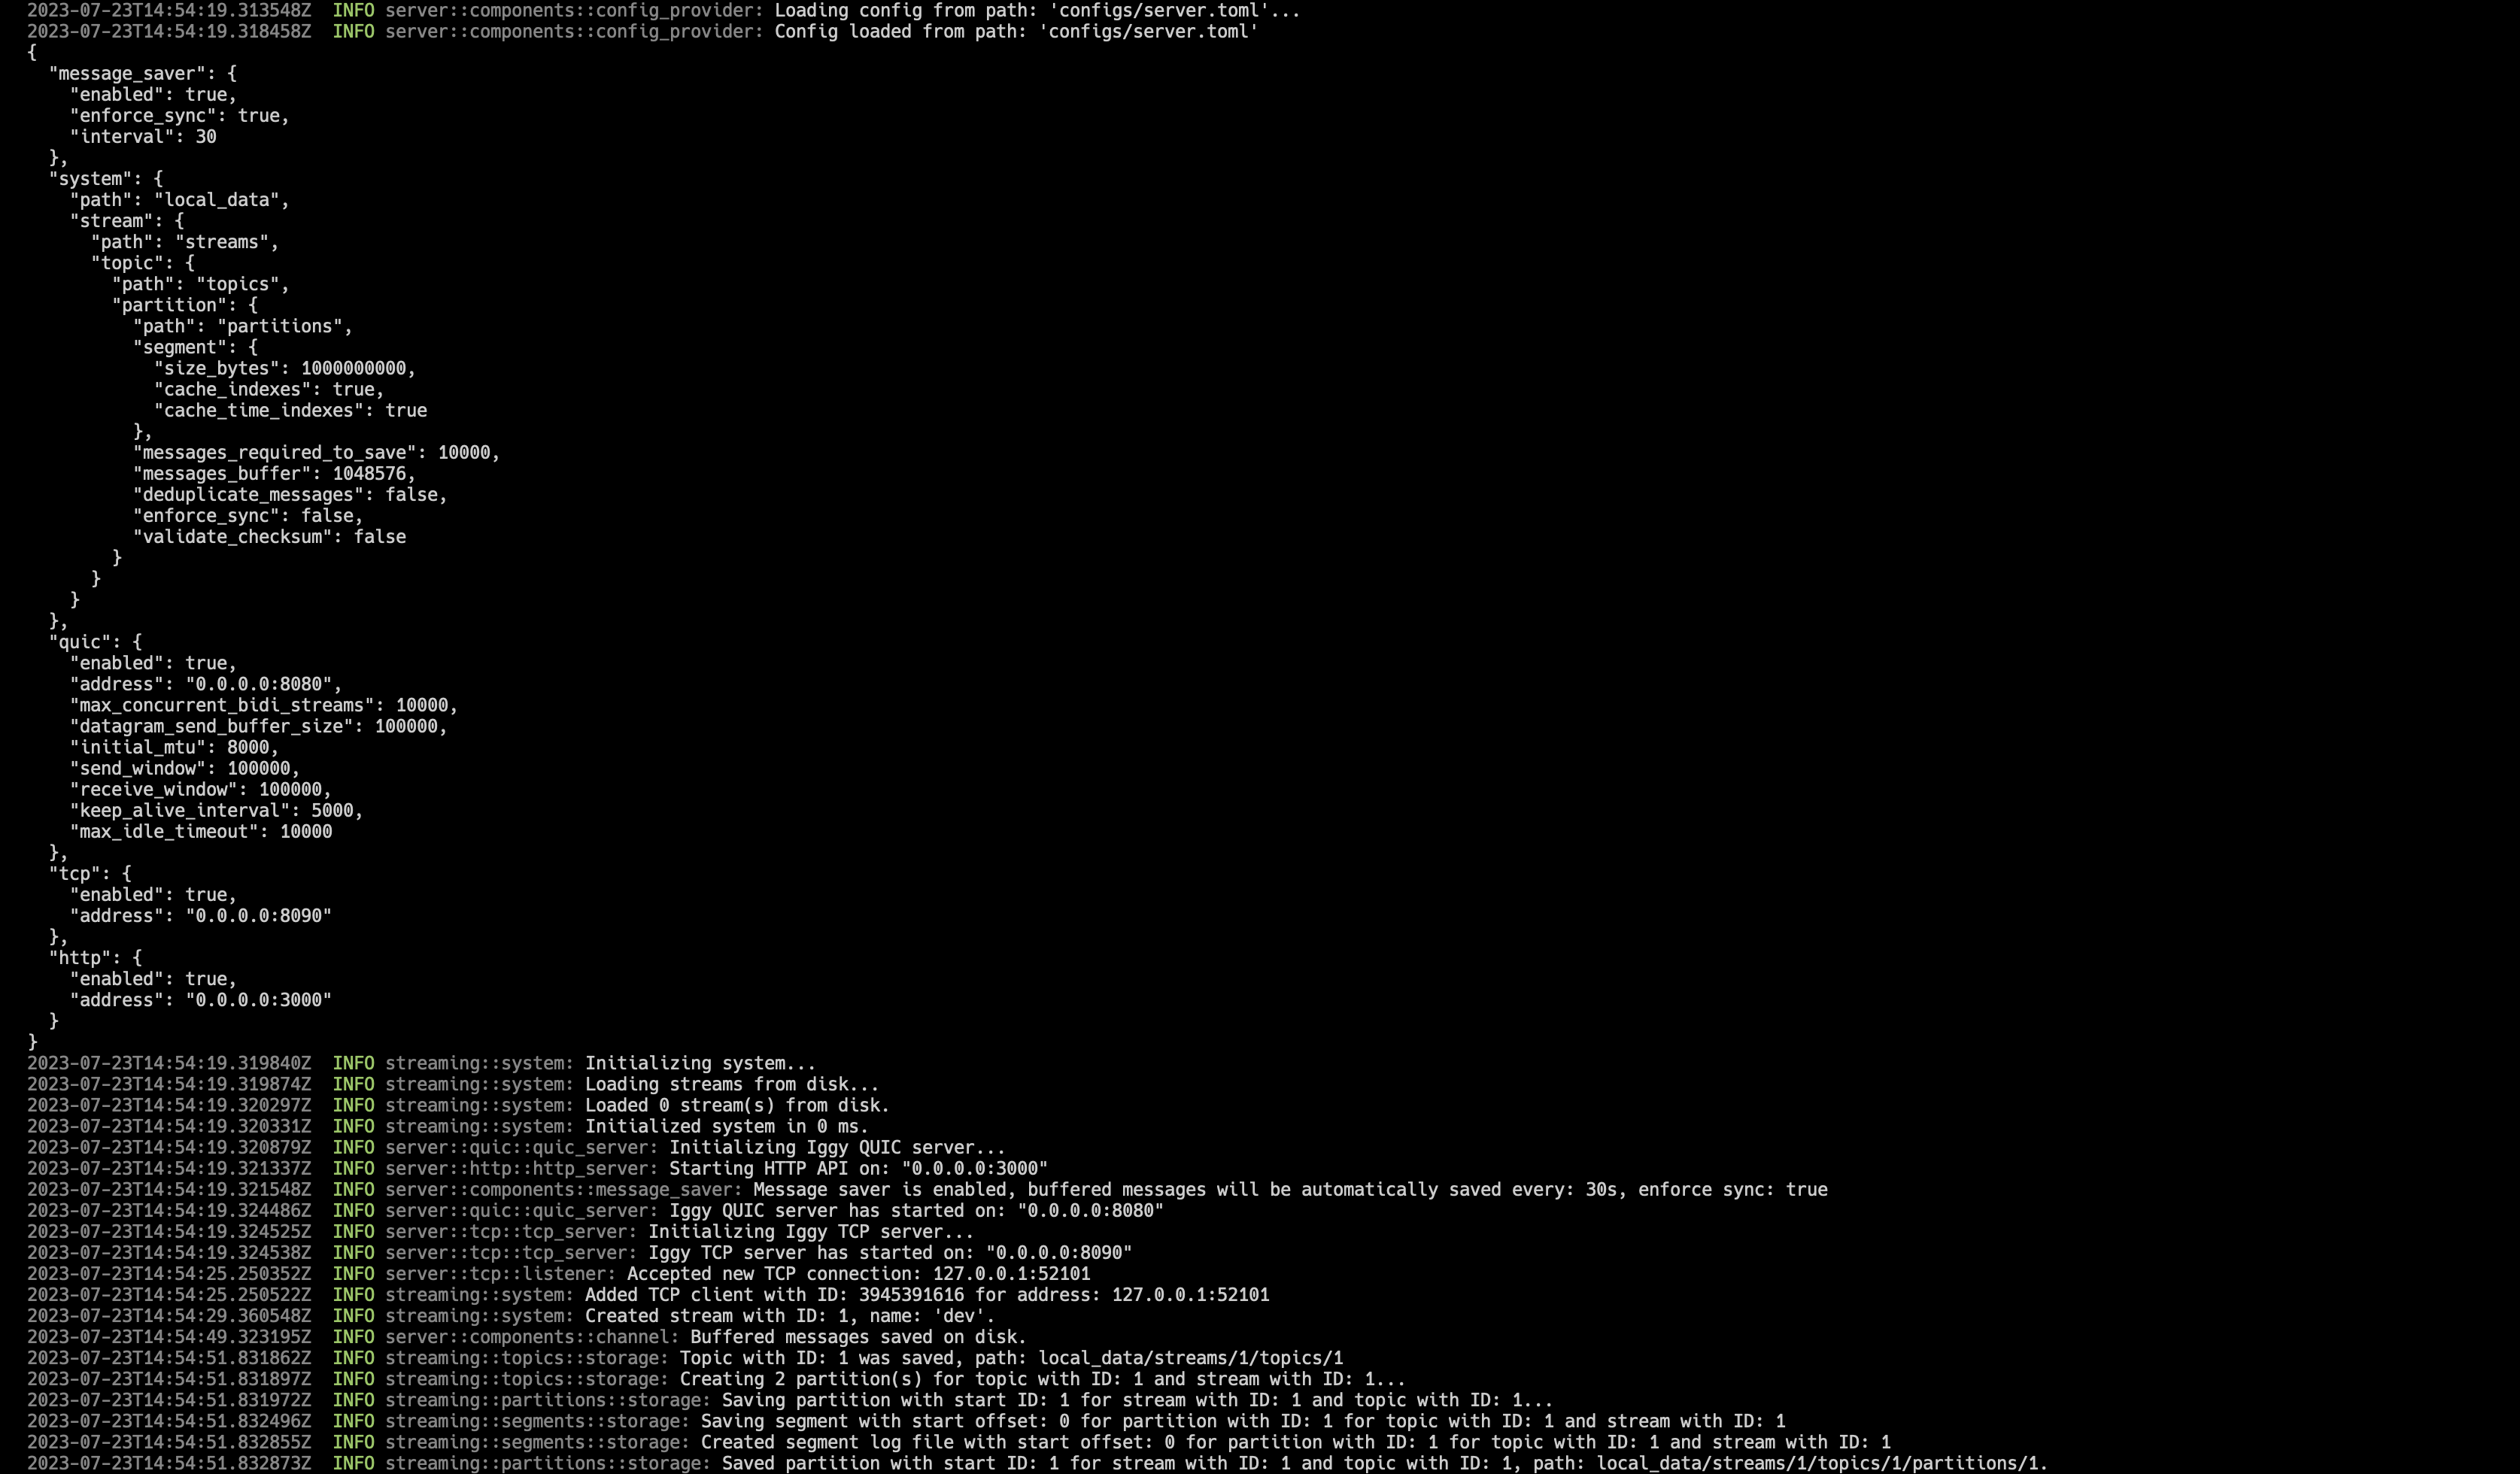 2023-07-23T14:54:19.313548Z  INFO server::components::config_provider: Loading config from path: 'configs/server.toml'...
2023-07-23T14:54:19.318458Z  INFO server::components::config_provider: Config loaded from path: 'configs/server.toml'
{
  "message_saver": {
    "enabled": true,
    "enforce_sync": true,
    "interval": 30
  },
  "system": {
    "path": "local_data",
    "stream": {
      "path": "streams",
      "topic": {
        "path": "topics",
        "partition": {
          "path": "partitions",
          "segment": {
            "size_bytes": 1000000000,
            "cache_indexes": true,
            "cache_time_indexes": true
          },
          "messages_required_to_save": 10000,
          "messages_buffer": 1048576,
          "deduplicate_messages": false,
          "enforce_sync": false,
          "validate_checksum": false
        }
      }
    }
  },
  "quic": {
    "enabled": true,
    "address": "0.0.0.0:8080",
    "max_concurrent_bidi_streams": 10000,
    "datagram_send_buffer_size": 100000,
    "initial_mtu": 8000,
    "send_window": 100000,
    "receive_window": 100000,
    "keep_alive_interval": 5000,
    "max_idle_timeout": 10000
  },
  "tcp": {
    "enabled": true,
    "address": "0.0.0.0:8090"
  },
  "http": {
    "enabled": true,
    "address": "0.0.0.0:3000"
  }
}
2023-07-23T14:54:19.319840Z  INFO streaming::system: Initializing system...
2023-07-23T14:54:19.319874Z  INFO streaming::system: Loading streams from disk...
2023-07-23T14:54:19.320297Z  INFO streaming::system: Loaded 0 stream(s) from disk.
2023-07-23T14:54:19.320331Z  INFO streaming::system: Initialized system in 0 ms.
2023-07-23T14:54:19.320879Z  INFO server::quic::quic_server: Initializing Iggy QUIC server...
2023-07-23T14:54:19.321337Z  INFO server::http::http_server: Starting HTTP API on: "0.0.0.0:3000"
2023-07-23T14:54:19.321548Z  INFO server::components::message_saver: Message saver is enabled, buffered messages will be automatically saved every: 30s, enforce sync: true
2023-07-23T14:54:19.324486Z  INFO server::quic::quic_server: Iggy QUIC server has started on: "0.0.0.0:8080"
2023-07-23T14:54:19.324525Z  INFO server::tcp::tcp_server: Initializing Iggy TCP server...
2023-07-23T14:54:19.324538Z  INFO server::tcp::tcp_server: Iggy TCP server has started on: "0.0.0.0:8090"
2023-07-23T14:54:25.250352Z  INFO server::tcp::listener: Accepted new TCP connection: 127.0.0.1:52101
2023-07-23T14:54:25.250522Z  INFO streaming::system: Added TCP client with ID: 3945391616 for address: 127.0.0.1:52101
2023-07-23T14:54:29.360548Z  INFO streaming::system: Created stream with ID: 1, name: 'dev'.
2023-07-23T14:54:49.323195Z  INFO server::components::channel: Buffered messages saved on disk.
2023-07-23T14:54:51.831862Z  INFO streaming::topics::storage: Topic with ID: 1 was saved, path: local_data/streams/1/topics/1
2023-07-23T14:54:51.831897Z  INFO streaming::topics::storage: Creating 2 partition(s) for topic with ID: 1 and stream with ID: 1...
2023-07-23T14:54:51.831972Z  INFO streaming::partitions::storage: Saving partition with start ID: 1 for stream with ID: 1 and topic with ID: 1...
2023-07-23T14:54:51.832496Z  INFO streaming::segments::storage: Saving segment with start offset: 0 for partition with ID: 1 for topic with ID: 1 and stream with ID: 1
2023-07-23T14:54:51.832855Z  INFO streaming::segments::storage: Created segment log file with start offset: 0 for partition with ID: 1 for topic with ID: 1 and stream with ID: 1
2023-07-23T14:54:51.832873Z  INFO streaming::partitions::storage: Saved partition with start ID: 1 for stream with ID: 1 and topic with ID: 1, path: local_data/streams/1/topics/1/partitions/1.